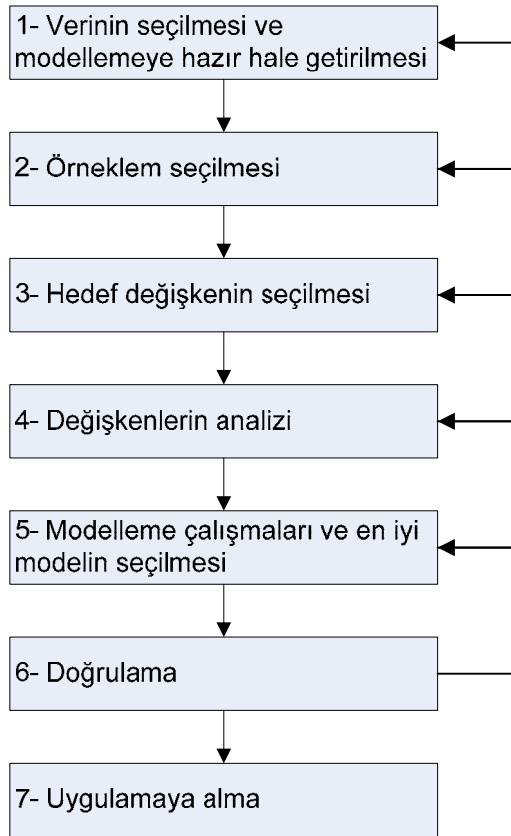 1- Verinin seçilmesi ve
modellemeye hazır hale getirilmesi
2- Örneklem seçilmesi
3- Hedef değişkenin seçilmesi
4- Değişkenlerin analizi
5- Modelleme çalışmaları ve en iyi
modelin seçilmesi
6- Doğrulama
7- Uygulamaya alma